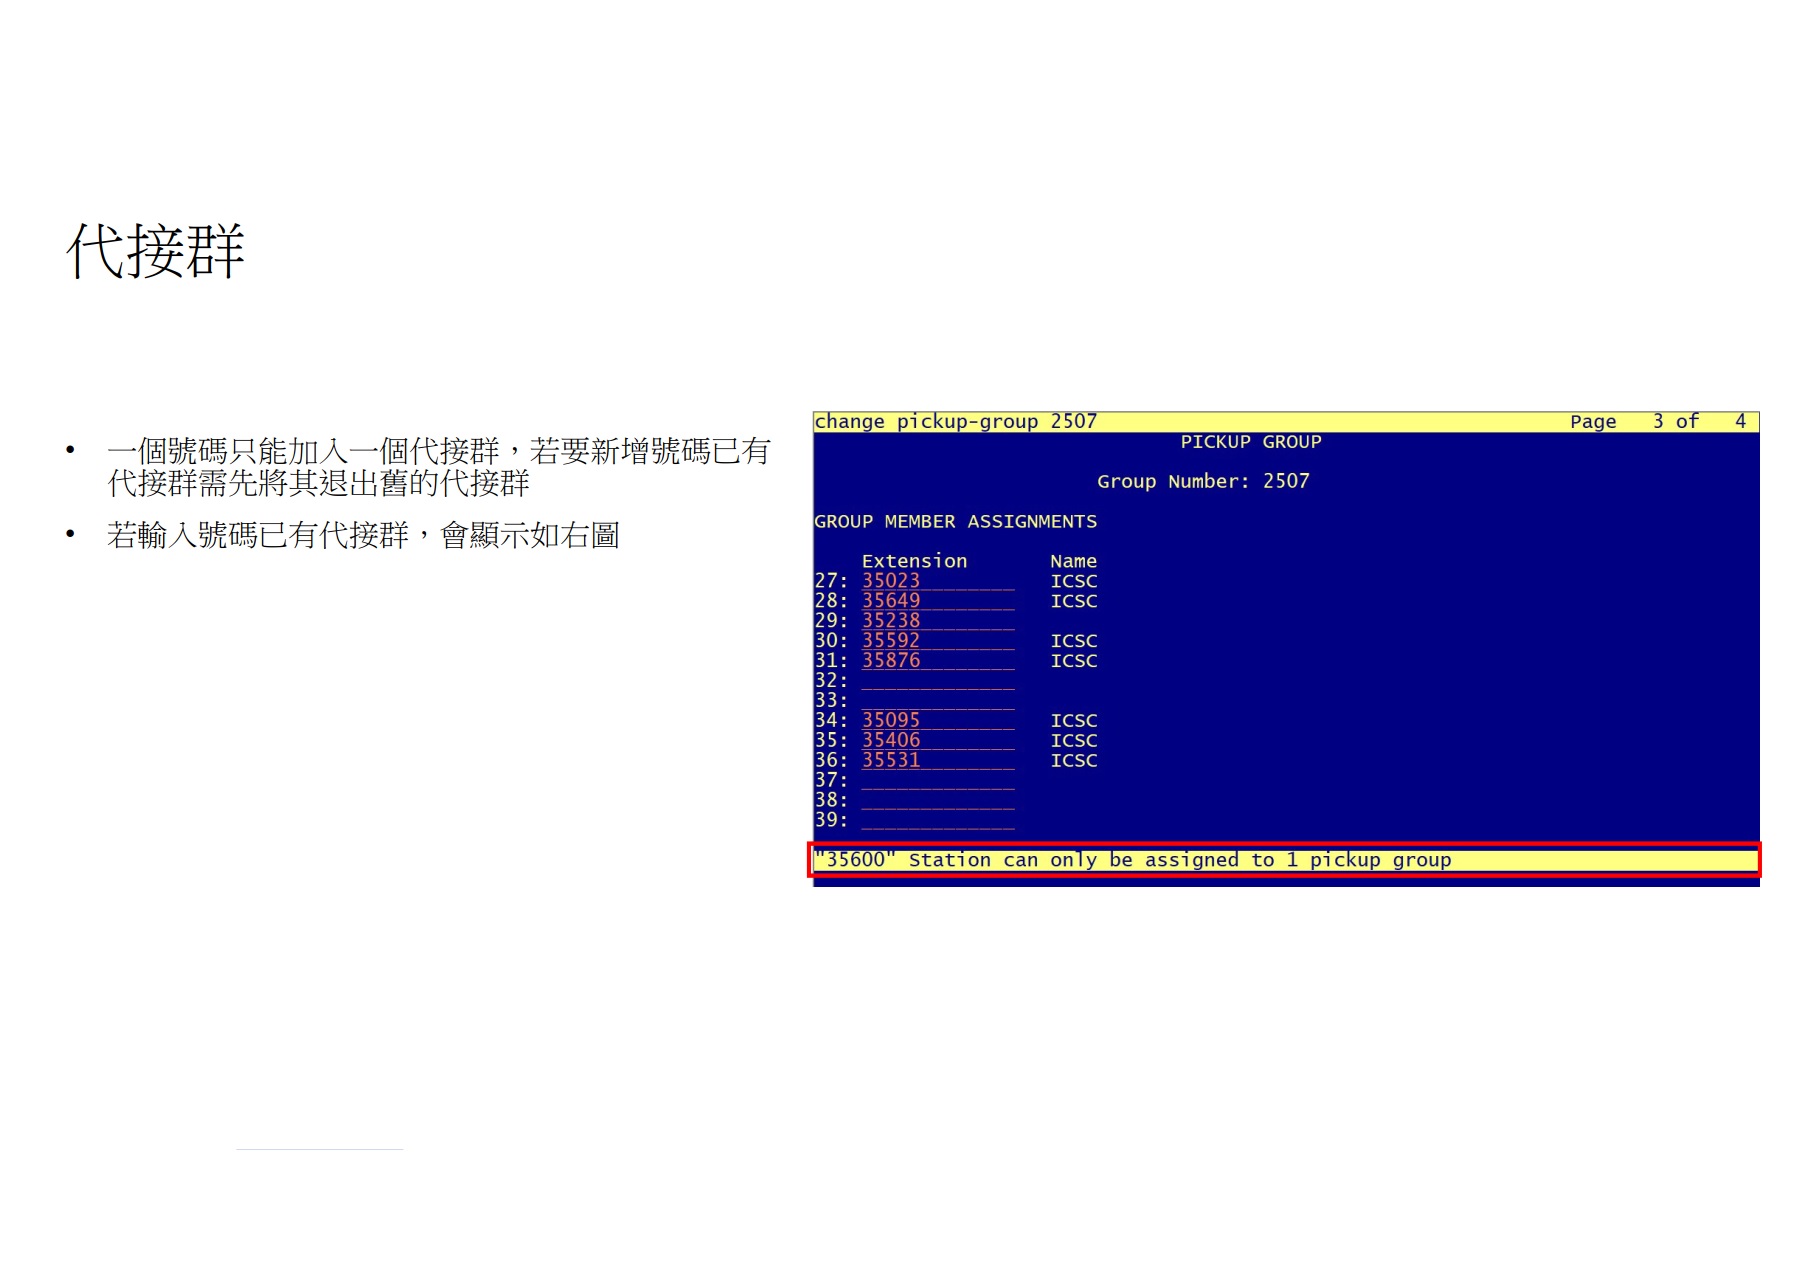 代接群
• 一個號碼只能加入一個代接群，若要新增號碼已有
代接群需先將其退出舊的代接群
• 若輸入號碼已有代接群，會顯示如右圖
change pickup-group 2507 Page 3 of 4
PICKUP GROUP
Group Number: 2507
GROUP MEMBER ASSIGNMENTS
Extension Name
27: 35023 ICSC
28: 35649 ICSC
29: 35238
30: 35592 ICSC
31: 35876 ICSC
32:
33:
34: 35095 ICSC
35: 35406 ICSC
36: 35531 ICSC
37:
38:
39:
"35600" Station can only be assigned to 1 pickup group